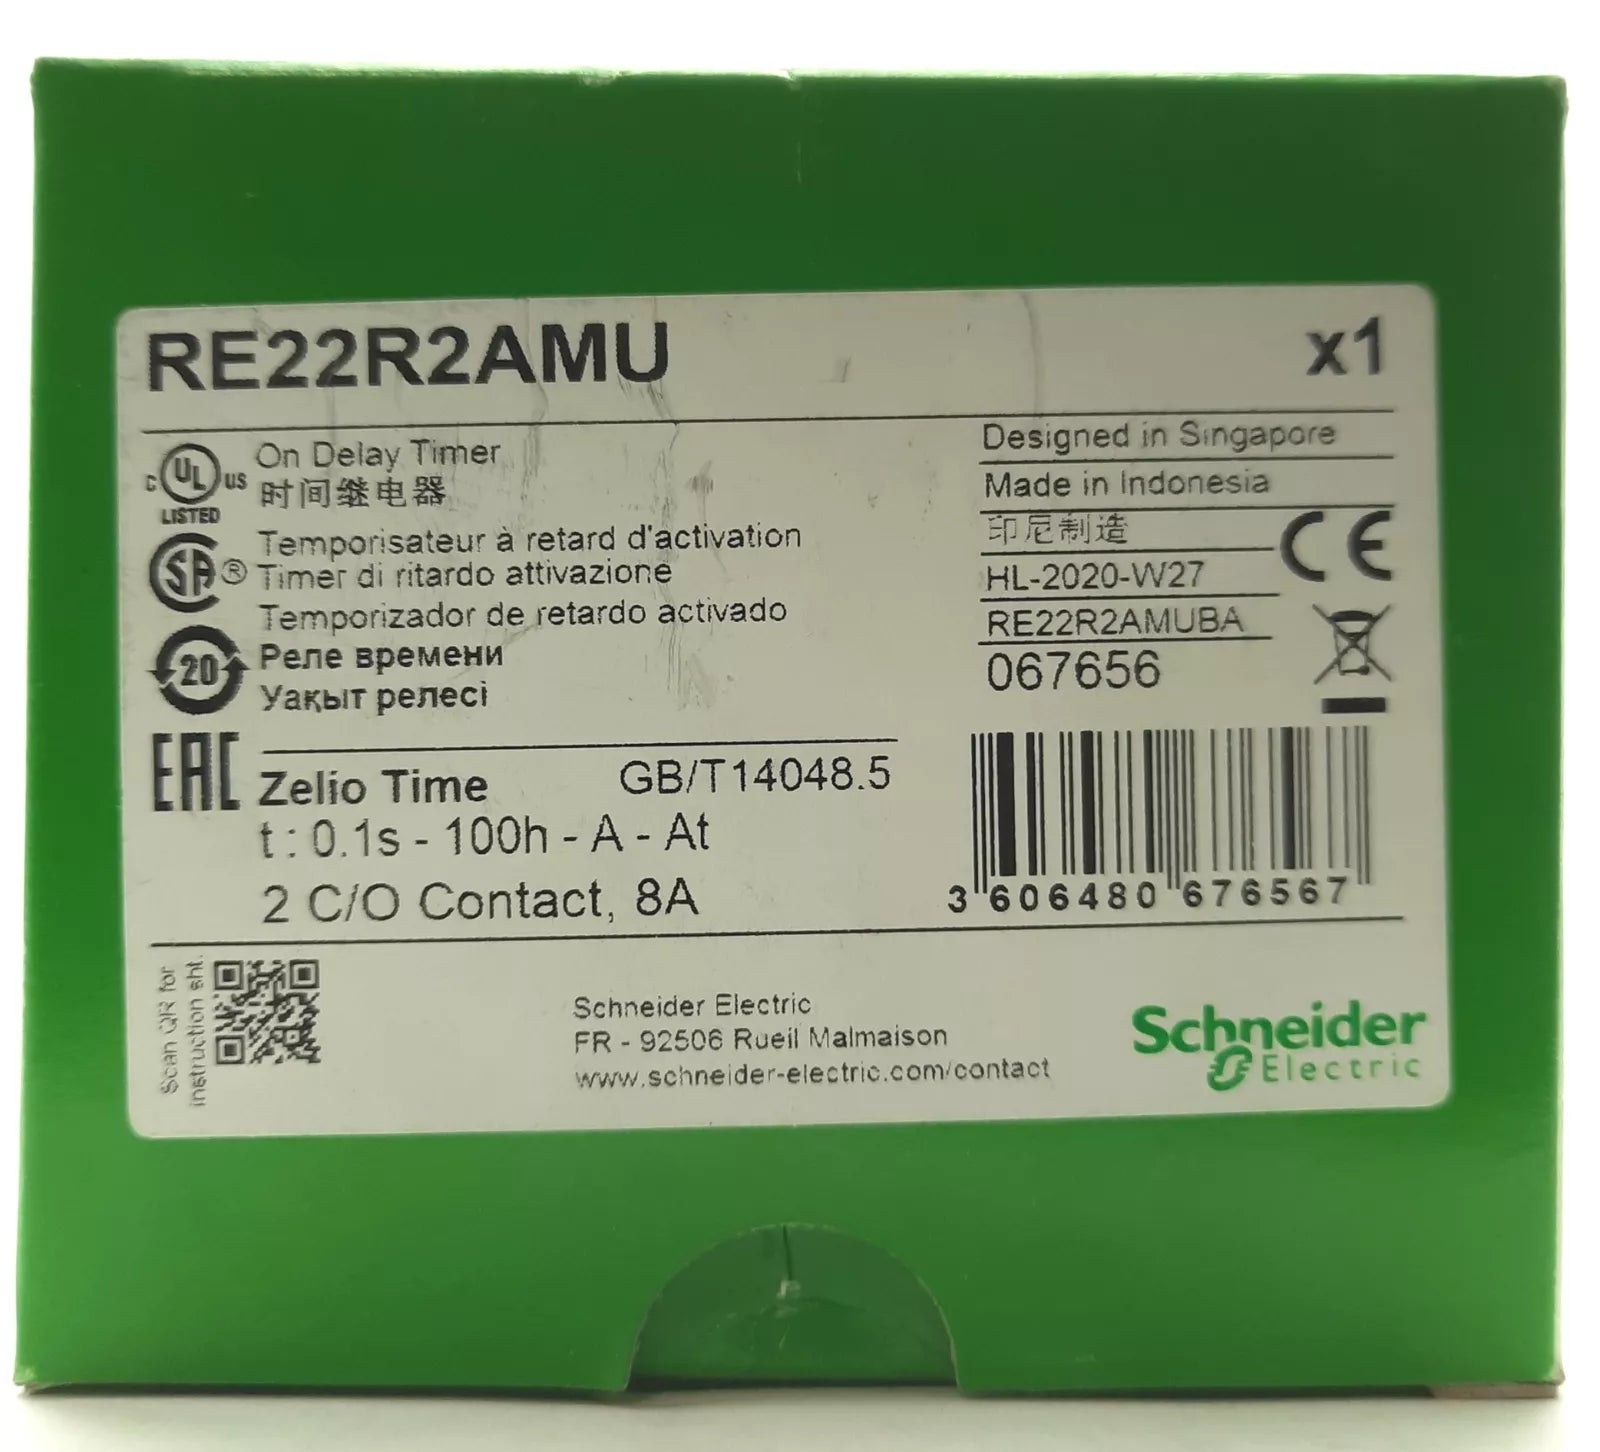 RE22R2AMU x1
C UL US LISTED
On Delay Timer
时间继电器
SA ®
Temporisateur à retard d'activation
Timer di ritardo attivazione
Temporizador de retardo activado
20
Реле времени
Уақыт релесі
EAC
Zelio Time GB/T14048.5
t : 0.1s - 100h - A - At
2 C/O Contact, 8A
Designed in Singapore
Made in Indonesia
印尼制造
CE
HL-2020-W27
RE22R2AMUBA
067656
3 606480 676567
Scan QR for
instruction sht.
Schneider Electric
FR - 92506 Rueil Malmaison
www.schneider-electric.com/contact
Schneider
Electric